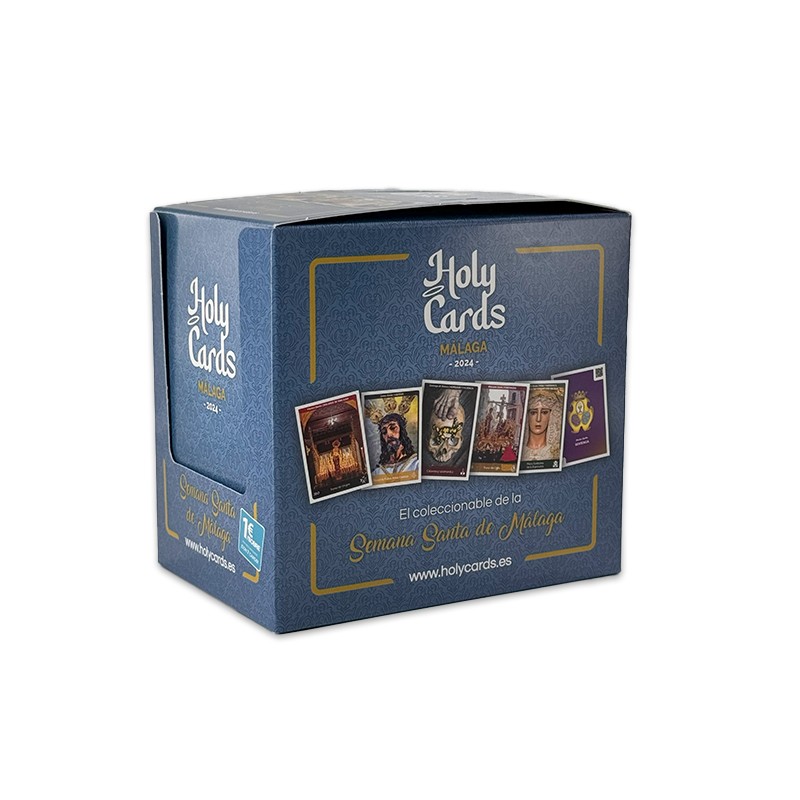 Holy
Cards
MÁLAGA
- 2024 -
Semana Santa
de Málaga
www.holycards.es
1€
Holy
Cards
MÁLAGA
- 2024 -
El coleccionable de la
Semana Santa de Málaga
www.holycards.es